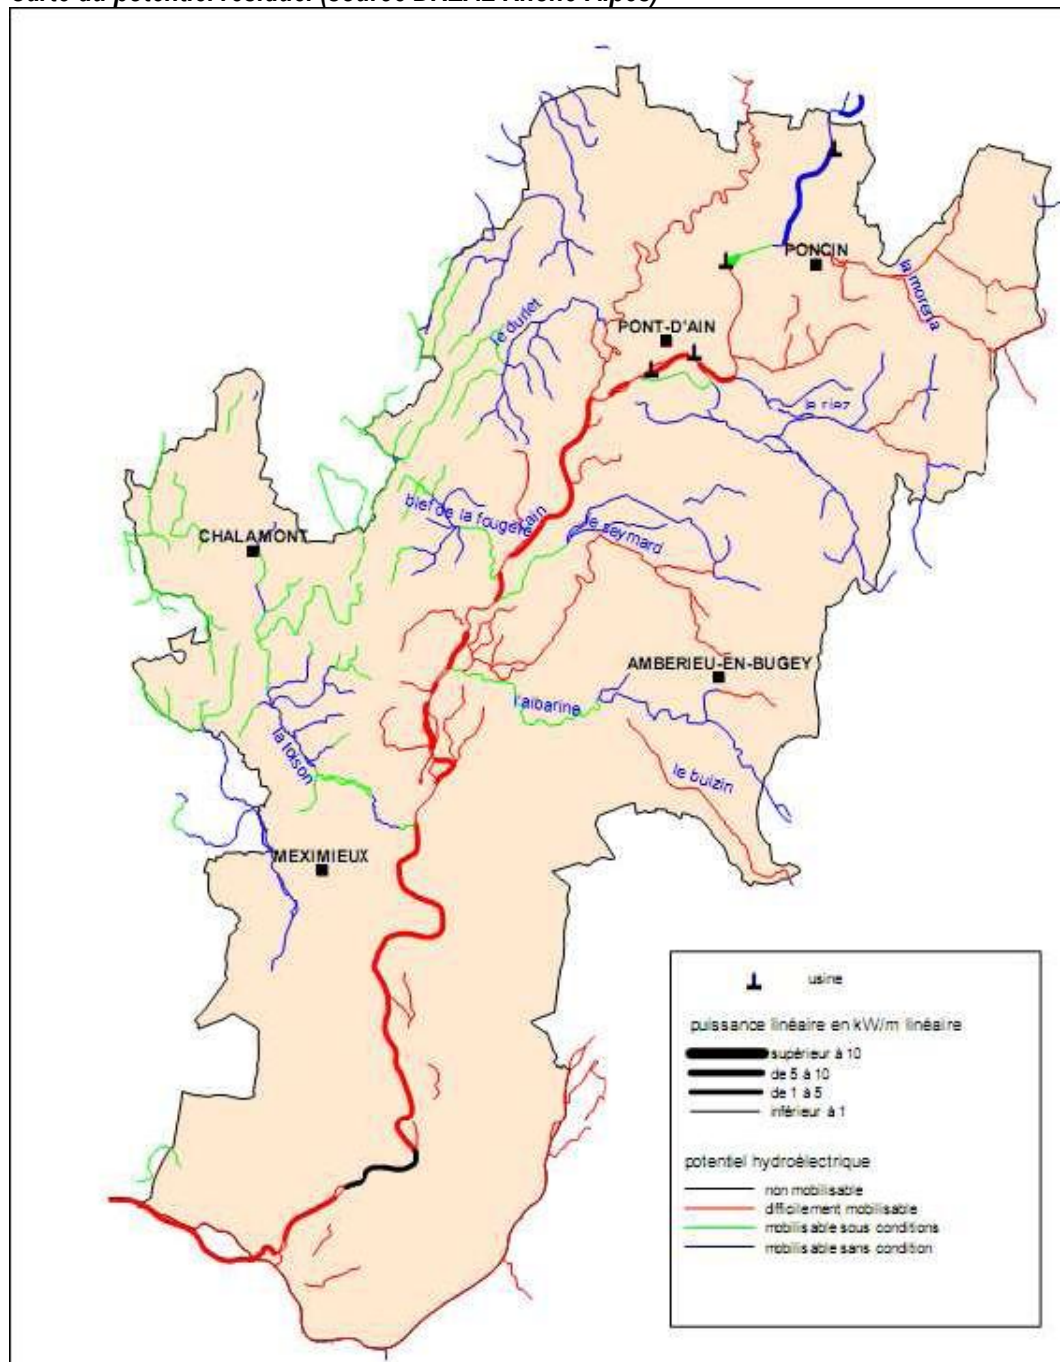 Carte du potentiel résiduel (source DREAL Rhône-Alpes)
PONCIN
la morena
PONT-D'AIN
le durlet
le riez
bief de la fougere
ain
le seymard
CHALAMONT
AMBERIEU-EN-BUGEY
l'albarine
la toison
le buizin
MEXIMIEUX
usine
puissance linéaire en kW/m linéaire
supérieur à 10
de 5 à 10
de 1 à 5
inférieur à 1
potentiel hydroélectrique
non mobilisable
difficilement mobilisable
mobilisable sous conditions
mobilisable sans condition